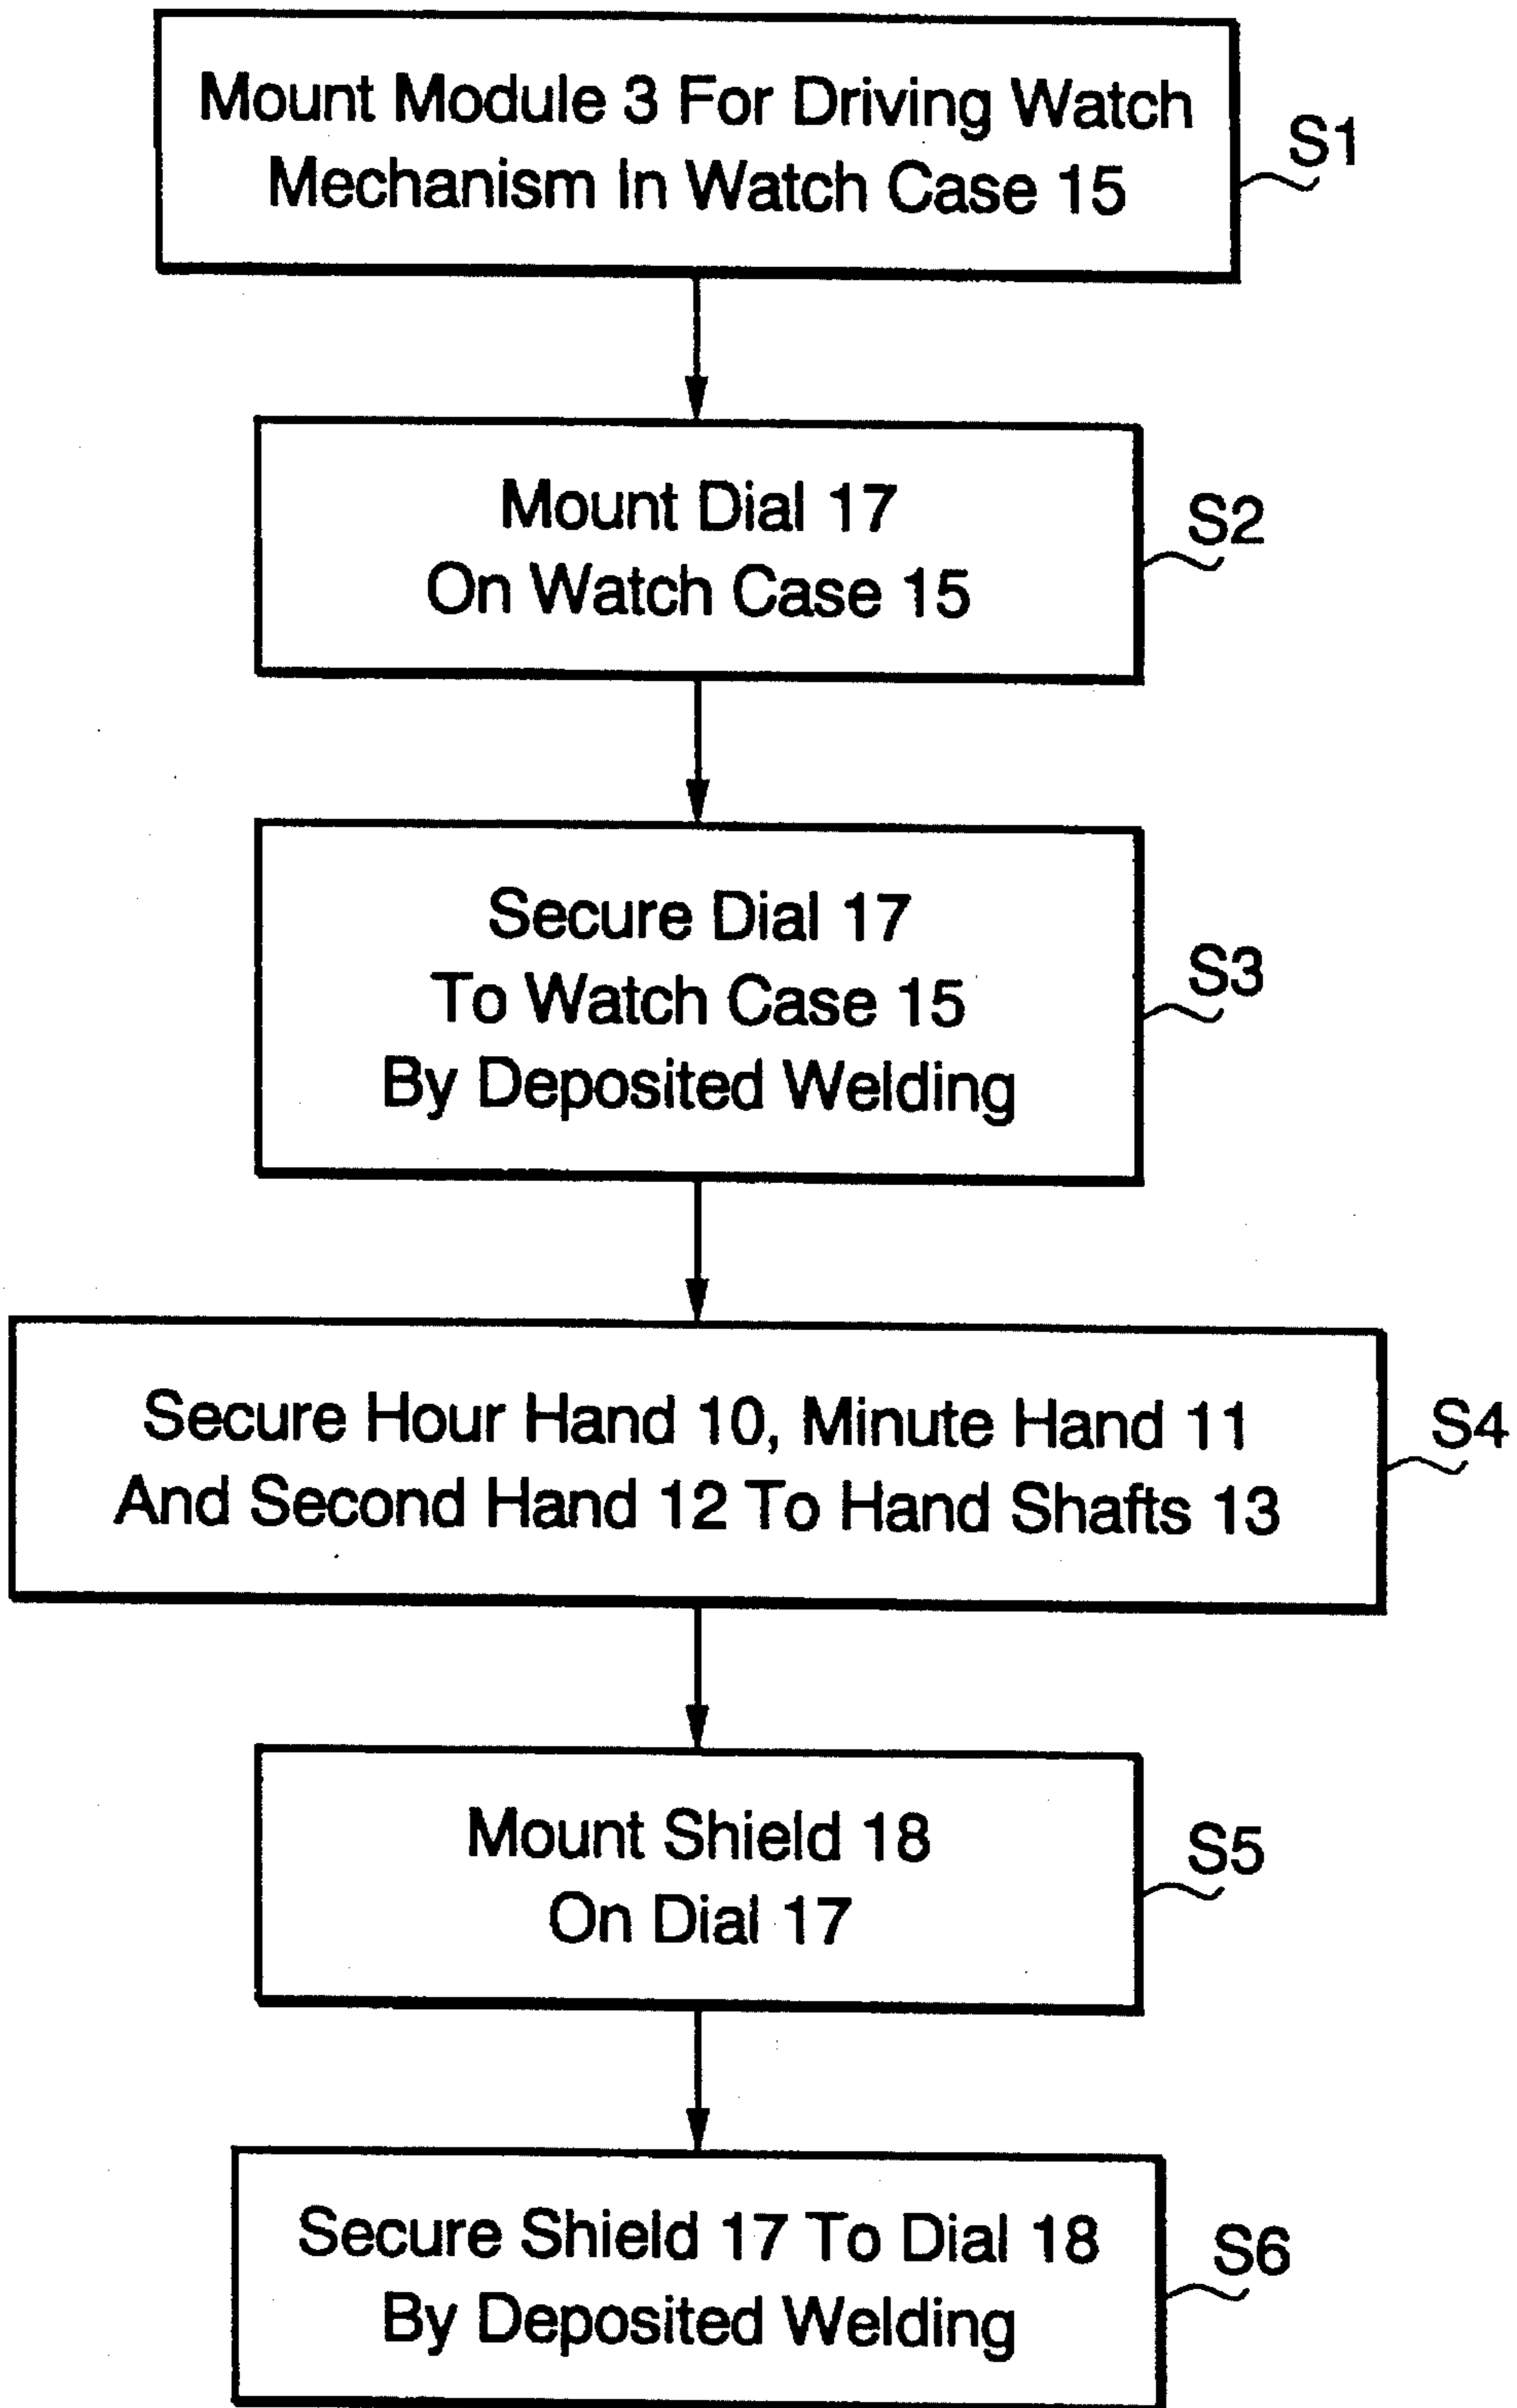 Mount Module 3 For Driving Watch
Mechanism In Watch Case 15
S1
Mount Dial 17
On Watch Case 15
S2
Secure Dial 17
To Watch Case 15
By Deposited Welding
S3
Secure Hour Hand 10, Minute Hand 11
And Second Hand 12 To Hand Shafts 13
S4
Mount Shield 18
On Dial 17
S5
Secure Shield 17 To Dial 18
By Deposited Welding
S6